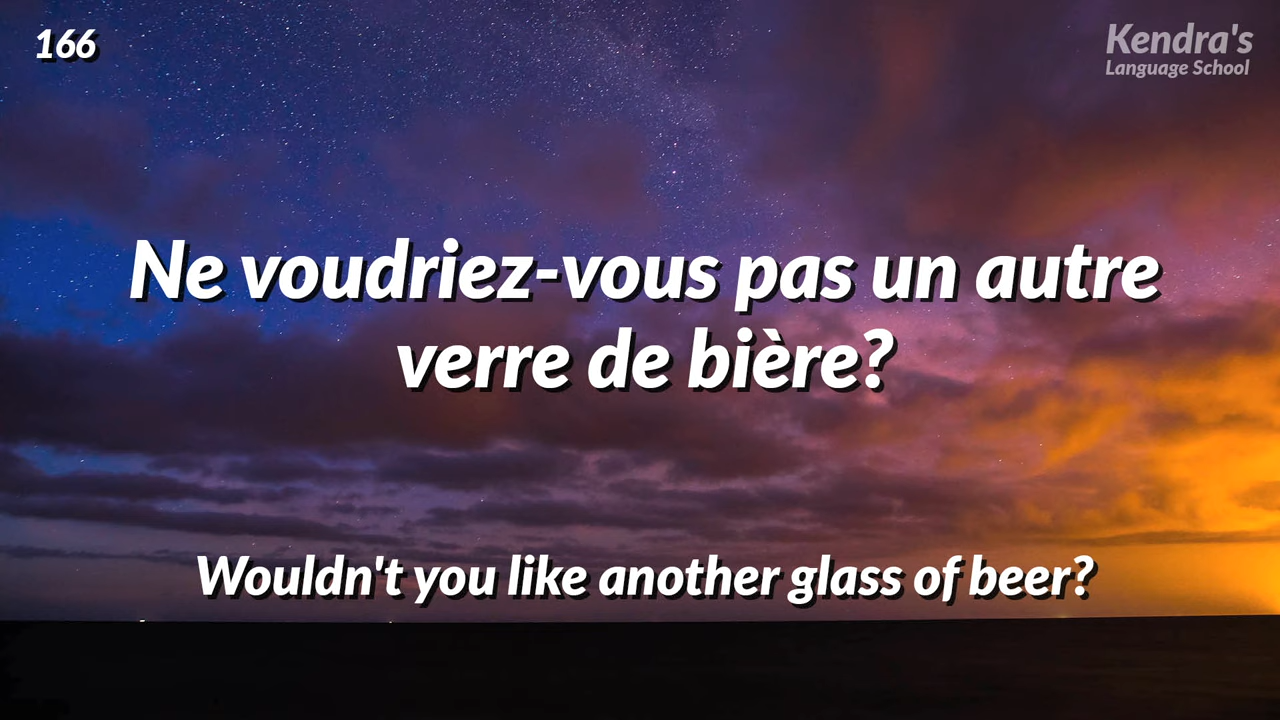 166
Kendra's
Language School
Ne voudriez-vous pas un autre
verre de bière?
Wouldn't you like another glass of beer?